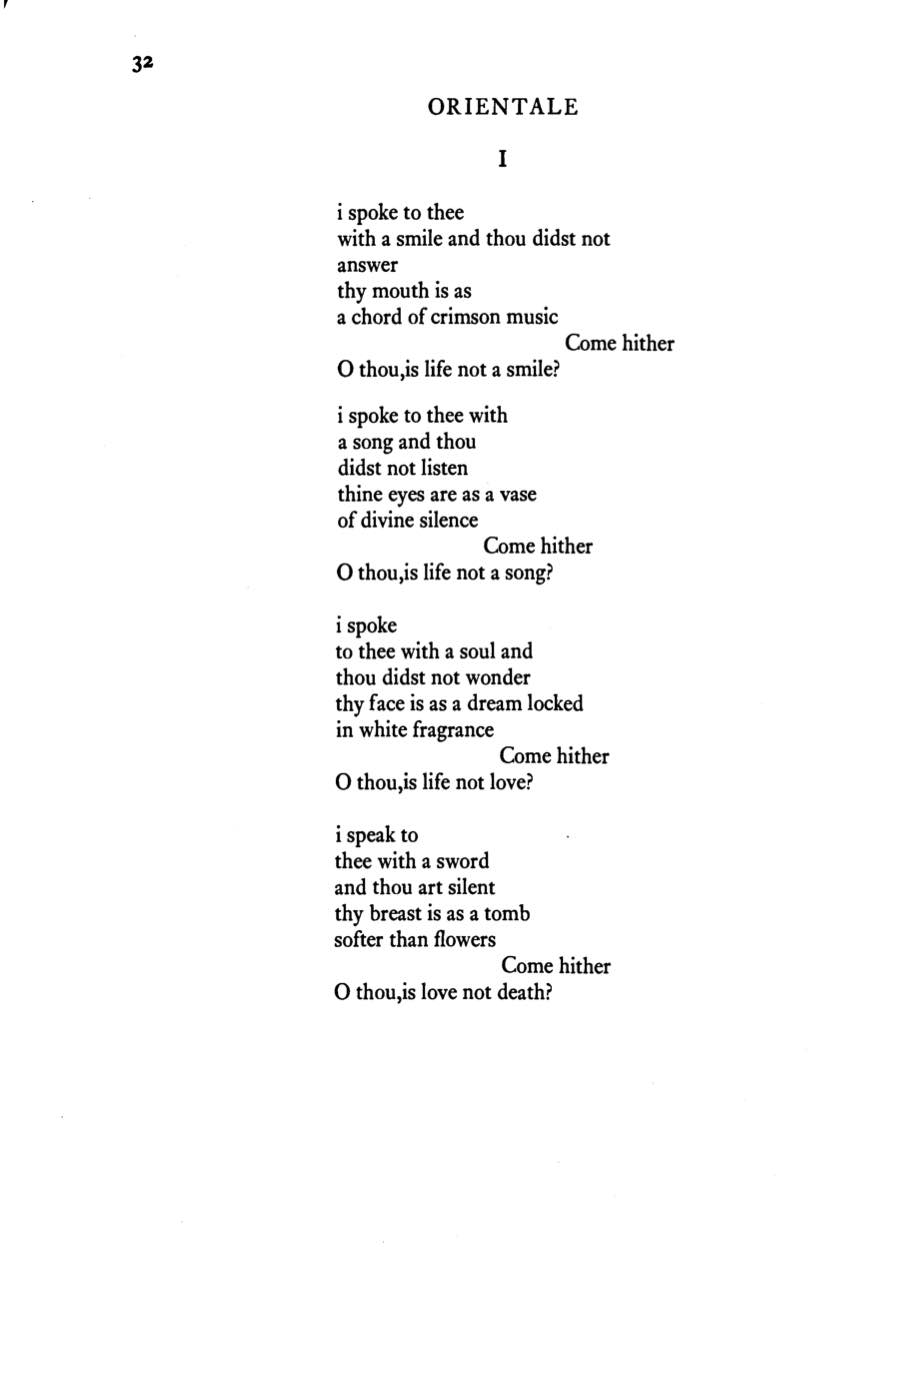 32
ORIENTALE
I
i spoke to thee
with a smile and thou didst not
answer
thy mouth is as
a chord of crimson music
Come hither
O thou,is life not a smile?
i spoke to thee with
a song and thou
didst not listen
thine eyes are as a vase
of divine silence
Come hither
O thou,is life not a song?
i spoke
to thee with a soul and
thou didst not wonder
thy face is as a dream locked
in white fragrance
Come hither
O thou,is life not love?
i speak to
thee with a sword
and thou art silent
thy breast is as a tomb
softer than flowers
Come hither
O thou,is love not death?